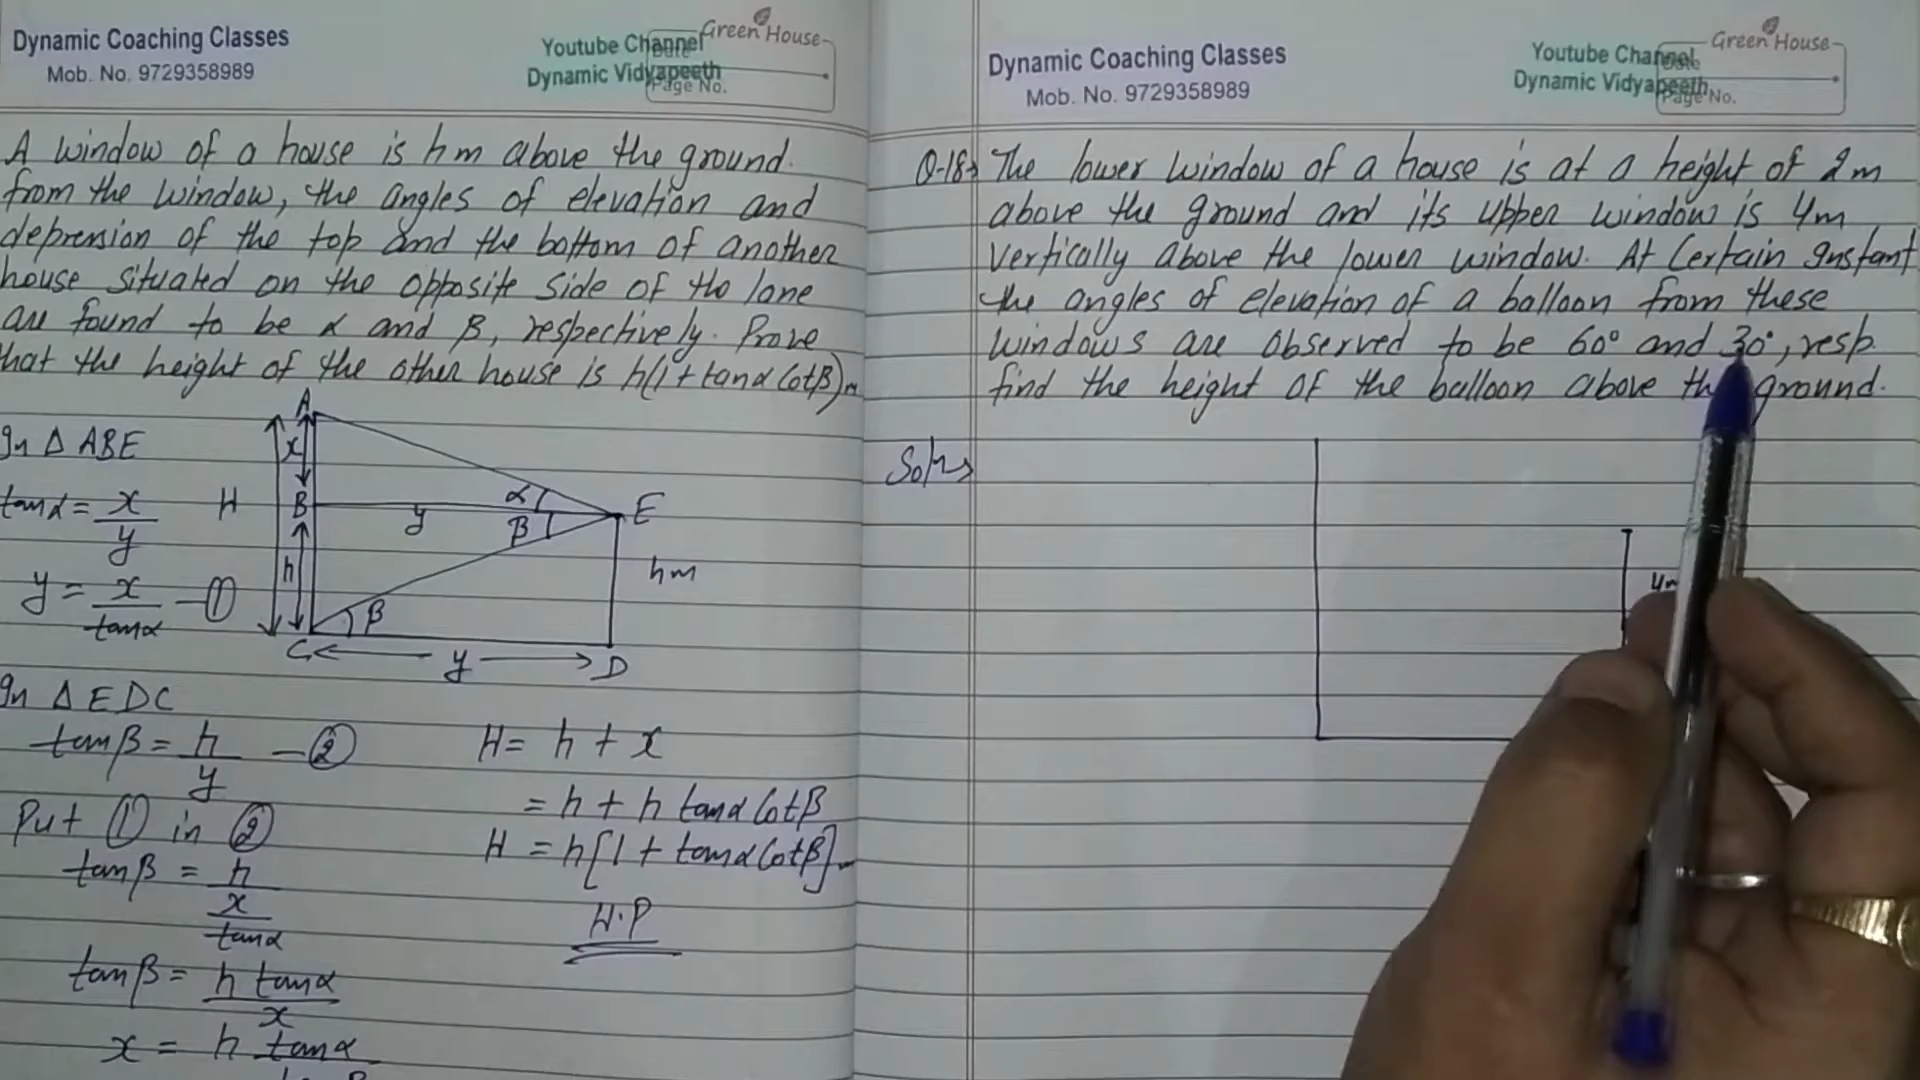 Dynamic Coaching Classes
Mob. No. 9729358989
Youtube Channel
Dynamic Vidyapeeth
Green House
Date
Page No.
A window of a house is hm above the ground.
from the window, the angles of elevation and
depression of the top and the bottom of another
house situated on the opposite side of the lane
are found to be α and β, respectively. Prove
that the height of the other house is h(1+tanα Cotβ)m
In Δ ABE
tanα = x/y
y = x/tanα —①
In Δ EDC
tanβ = h/y —②
Put ① in ②
tanβ = h/(x/tanα)
tanβ = h tanα/x
x = h tanα
A
x
H
B
y
α
β
E
h
hm
β
C
y
D
H = h + x
= h + h tanα Cotβ
H = h[1 + tanα Cotβ]m
H.P
Dynamic Coaching Classes
Mob. No. 9729358989
Youtube Channel
Dynamic Vidyapeeth
Green House
Date
Page No.
Q-18→ The lower window of a house is at a height of 2m
above the ground and its upper window is 4m
vertically above the lower window. At Certain instant
the angles of elevation of a balloon from these
windows are observed to be 60° and 30°, resp.
find the height of the balloon above the ground.
Soln→